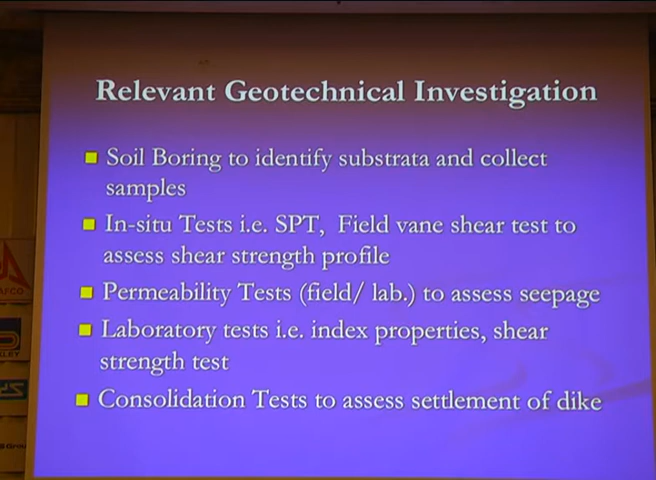 Relevant Geotechnical Investigation
Soil Boring to identify substrata and collect
samples
In-situ Tests i.e. SPT, Field vane shear test to
assess shear strength profile
Permeability Tests (field/ lab.) to assess seepage
Laboratory tests i.e. index properties, shear
strength test
Consolidation Tests to assess settlement of dike